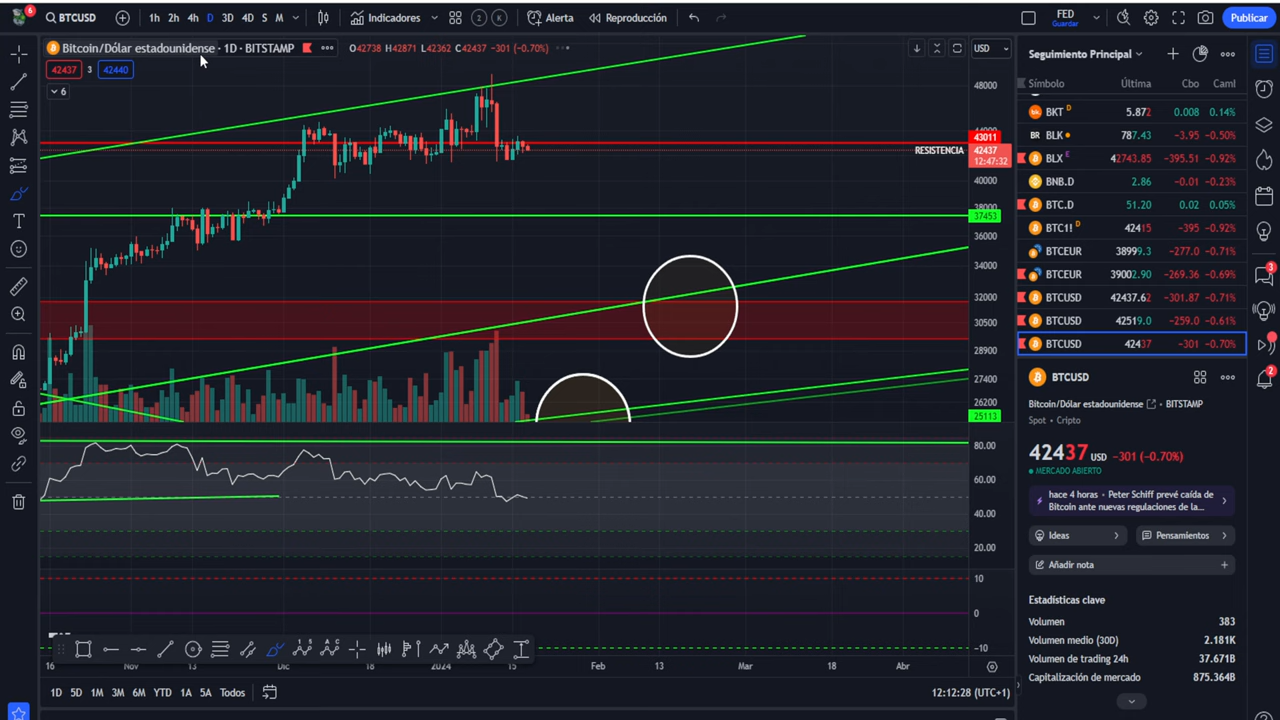 6 BTCUSD 1h 2h 4h D 3D 4D S M Indicadores 2 K Alerta Reproducción FED Guardar Publicar
Bitcoin/Dólar estadounidense · 1D · BITSTAMP O42738 H42871 L42362 C42437 -301 (-0.70%)
42437 3 42440
6
USD
48000
44000
43011
RESISTENCIA 42437
12:47:32
40000
38000
37453
36000
34000
32000
30500
28900
27400
26200
25113
80.00
60.00
40.00
20.00
10
0
-10
16 Nov 13 Dic 18 2024 15 Feb 13 Mar 18 Abr
1D 5D 1M 3M 6M YTD 1A 5A Todos 12:12:28 (UTC+1)
Seguimiento Principal
Símbolo Última Cbo Caml
BKT D 5.872 0.008 0.14%
BR BLK 787.43 -3.95 -0.50%
BLX E 42743.85 -395.51 -0.92%
BNB.D 2.86 -0.01 -0.23%
BTC.D 51.20 0.02 0.05%
BTC1! D 42415 -395 -0.92%
BTCEUR 38999.3 -277.0 -0.71%
BTCEUR 39002.90 -269.36 -0.69%
BTCUSD 42437.62 -301.87 -0.71%
BTCUSD 42519.0 -259.0 -0.61%
BTCUSD 42437 -301 -0.70%
BTCUSD
Bitcoin/Dólar estadounidense · BITSTAMP
Spot · Cripto
42437 USD -301 (-0.70%)
MERCADO ABIERTO
hace 4 horas · Peter Schiff prevé caída de
Bitcoin ante nuevas regulaciones de la...
Ideas Pensamientos
Añadir nota
Estadísticas clave
Volumen 383
Volumen medio (30D) 2.181K
Volumen de trading 24h 37.671B
Capitalización de mercado 875.364B
3
2